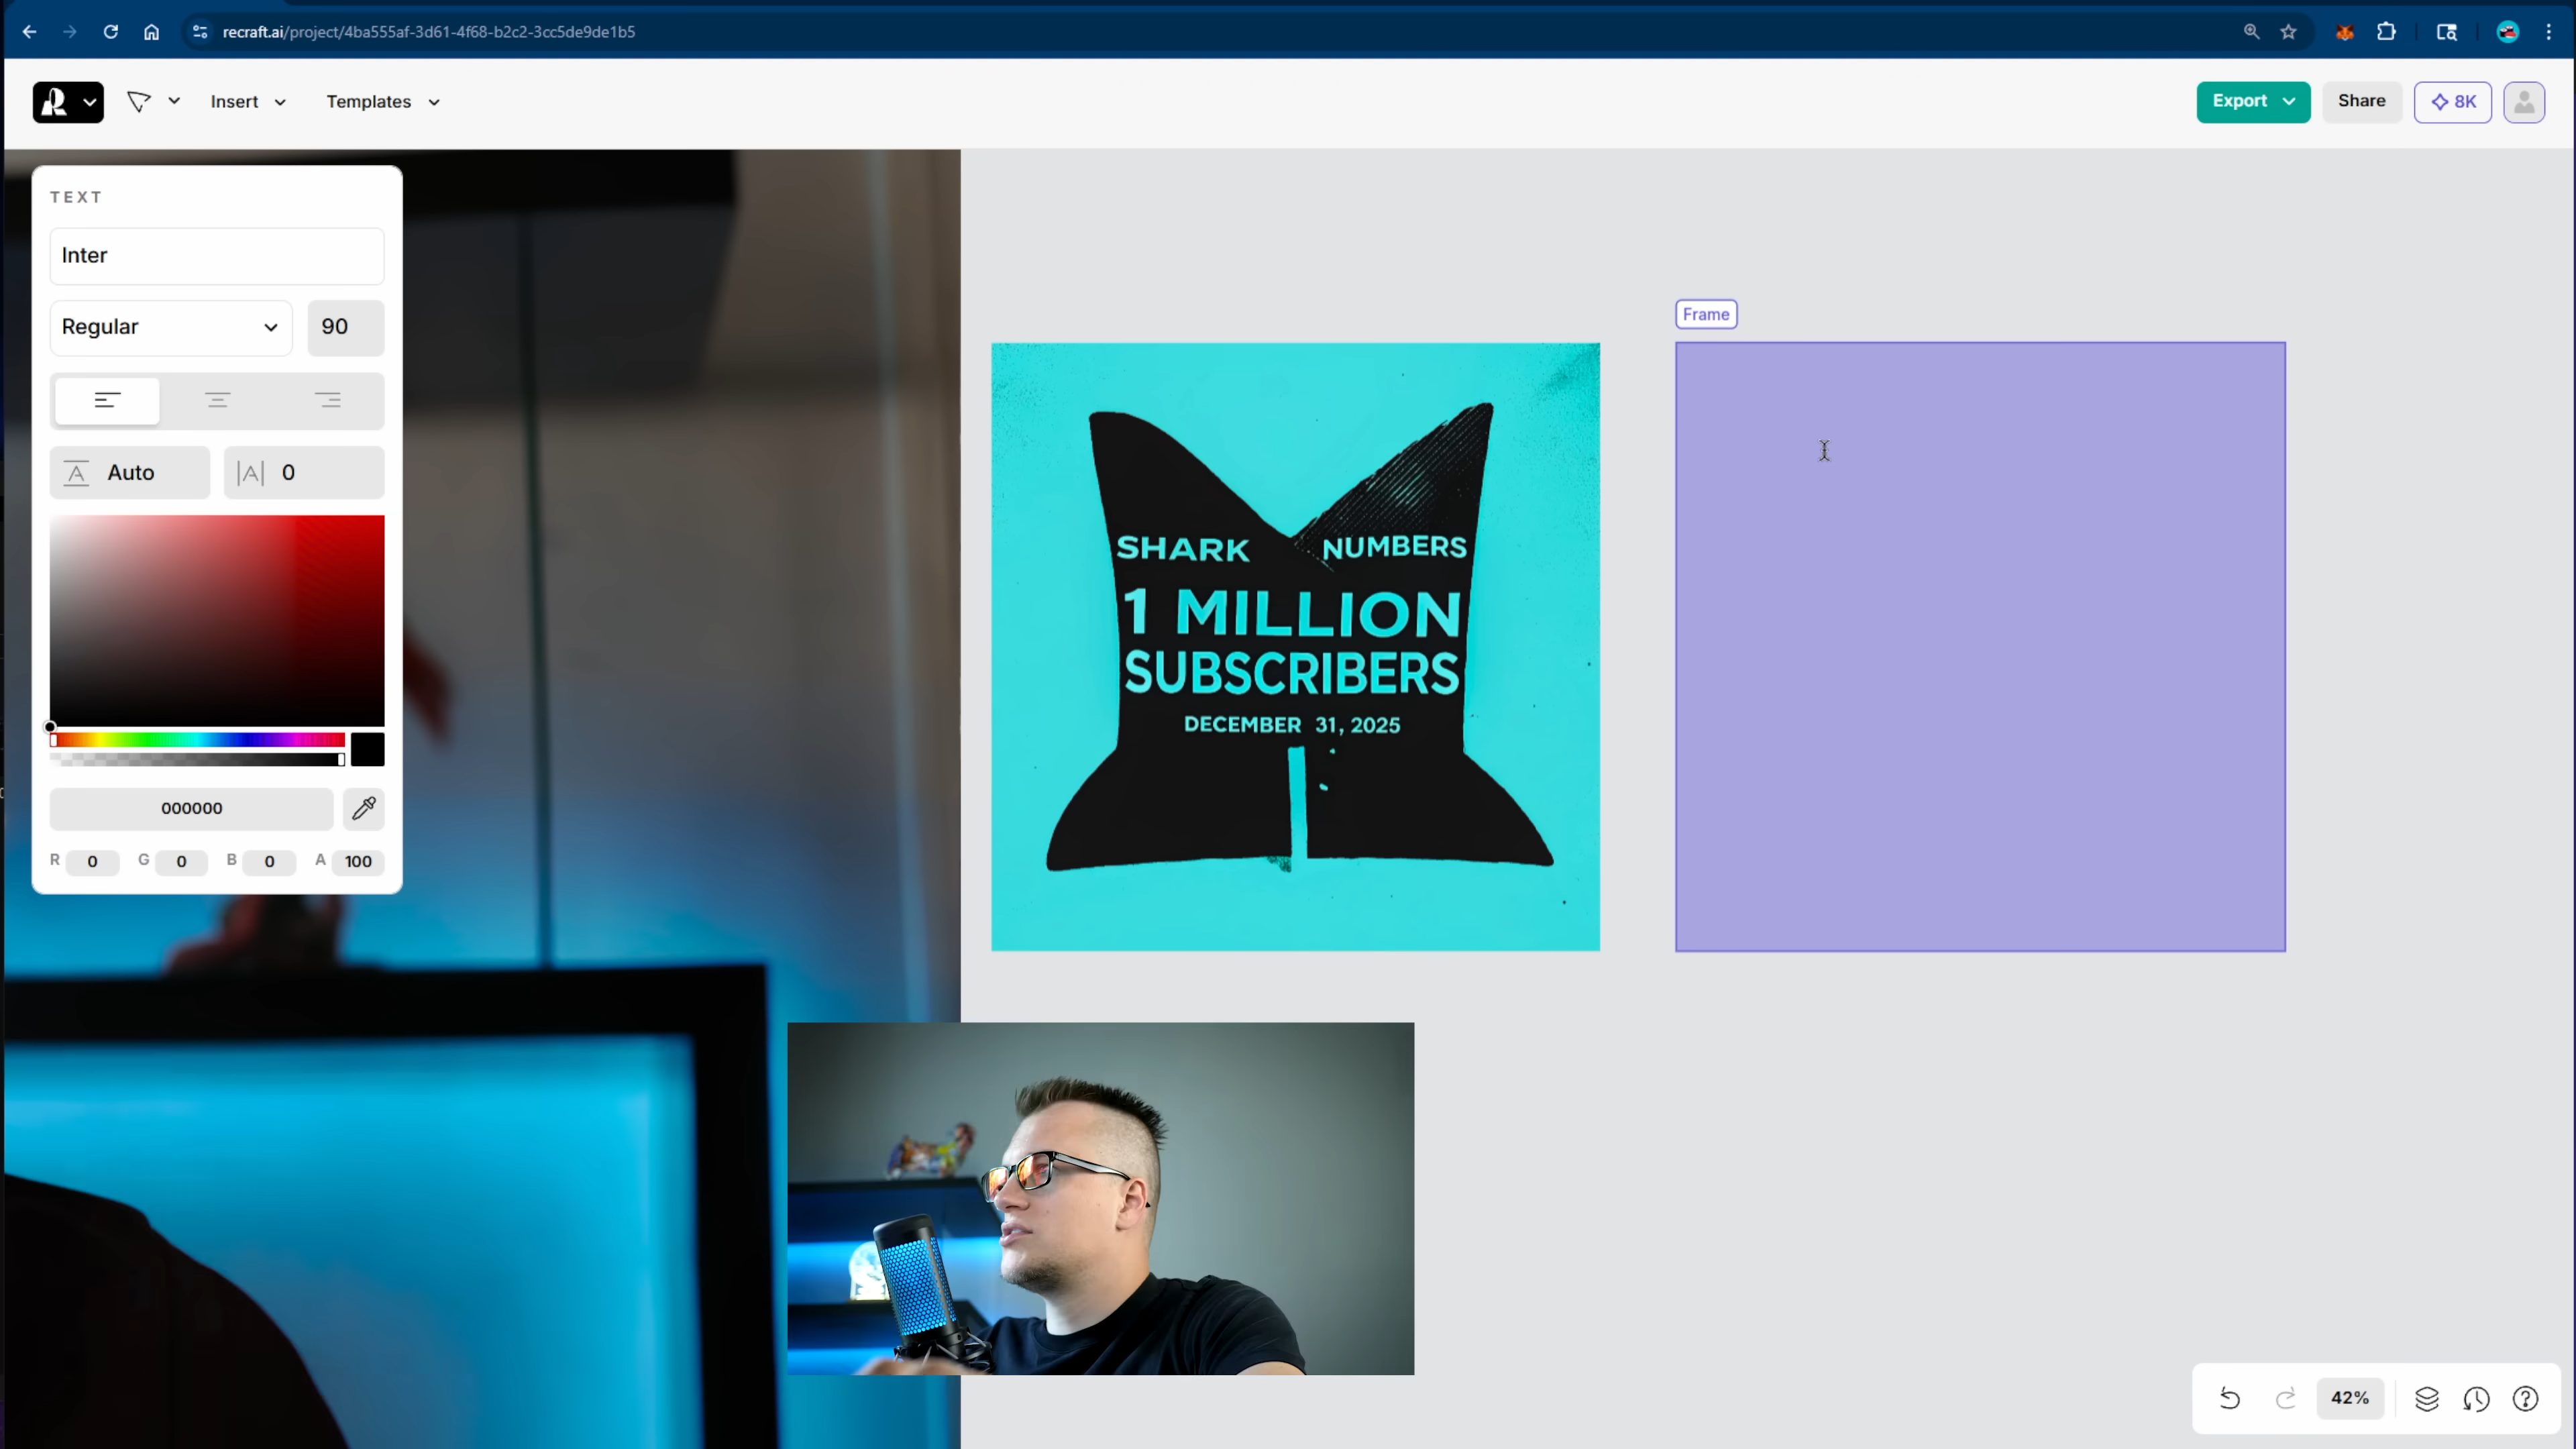 recraft.ai/project/4ba555af-3d61-4f68-b2c2-3cc5de9de1b5
Insert
Templates
Export
Share
8K
TEXT
Inter
Regular
90
Auto
0
000000
R 0 G 0 B 0 A 100
SHARK NUMBERS
1 MILLION
SUBSCRIBERS
DECEMBER 31, 2025
Frame
42%